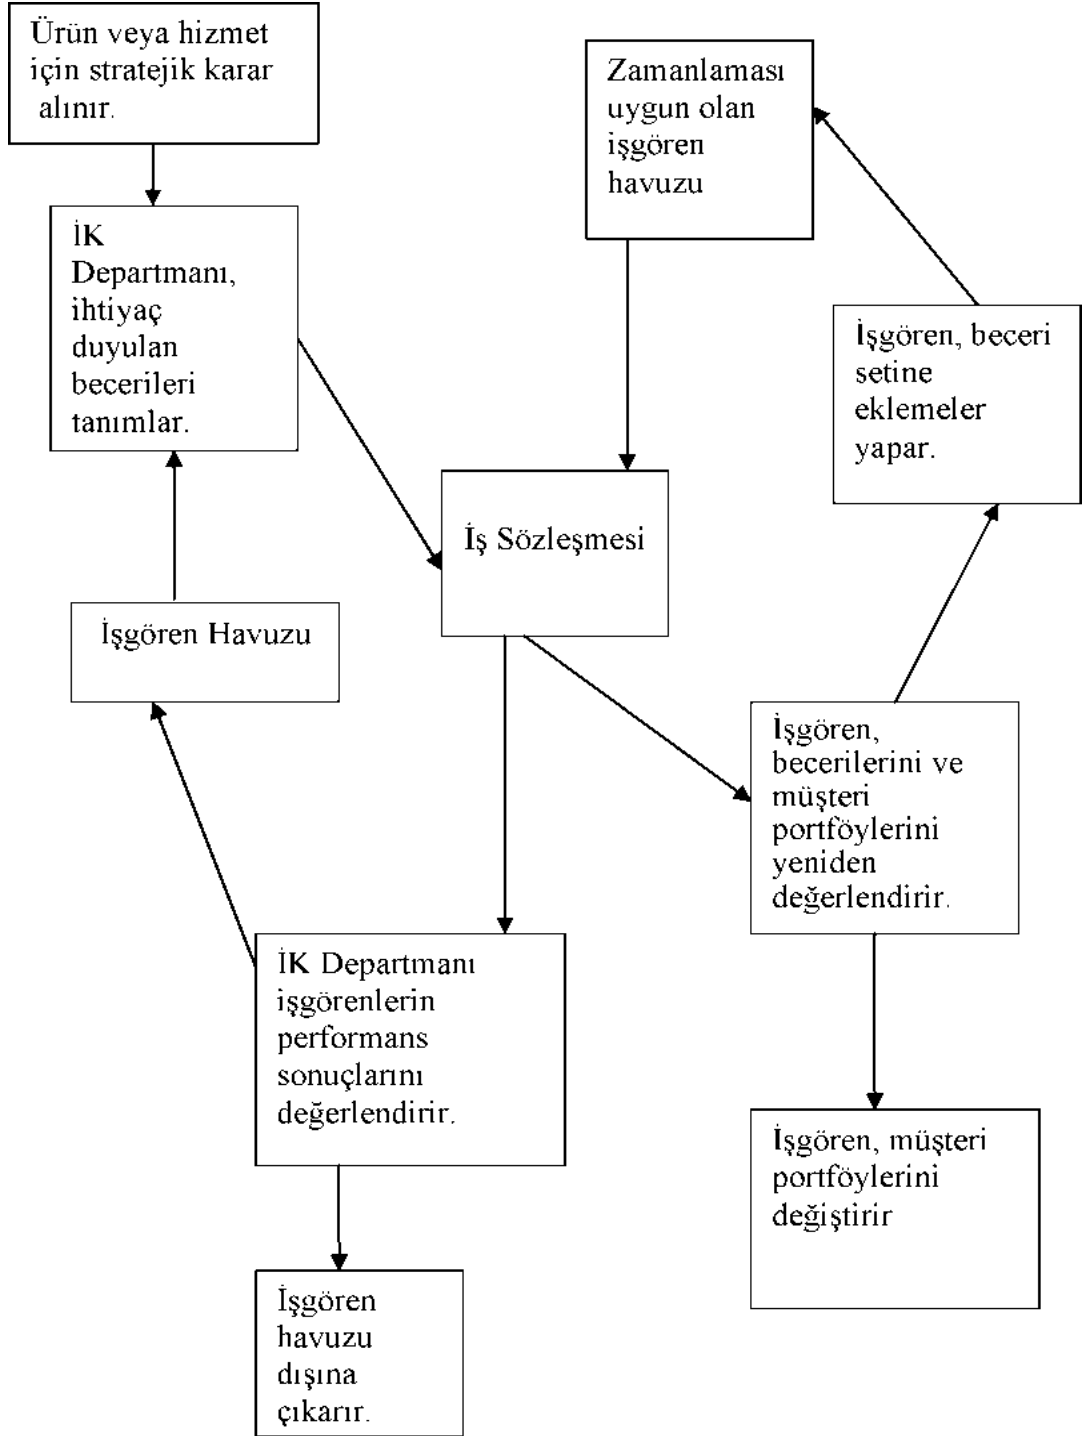 Ürün veya hizmet
için stratejik karar
alınır.
Zamanlaması
uygun olan
işgören
havuzu
İK
Departmanı,
ihtiyaç
duyulan
becerileri
tanımlar.
İşgören, beceri
setine
eklemeler
yapar.
İş Sözleşmesi
İşgören Havuzu
İşgören,
becerilerini ve
müşteri
portföylerini
yeniden
değerlendirir.
İK Departmanı
işgörenlerin
performans
sonuçlarını
değerlendirir.
İşgören, müşteri
portföylerini
değiştirir
İşgören
havuzu
dışına
çıkarır.